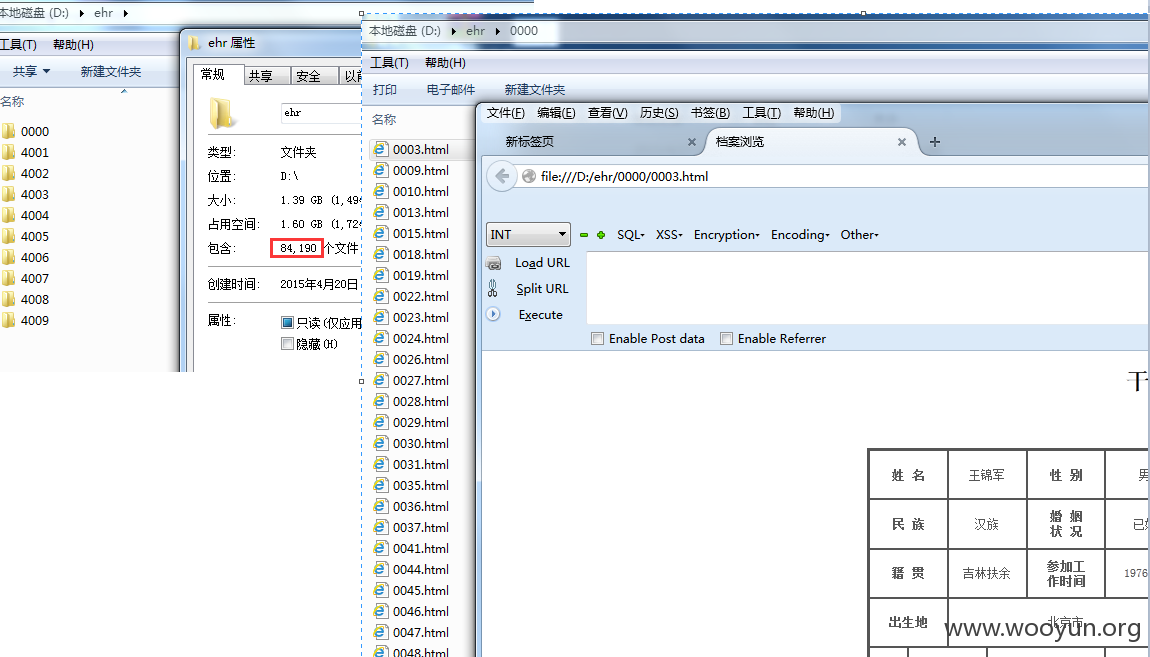 本地磁盘 (D:) ▸ ehr ▸
工具(T) 帮助(H)
共享 新建文件夹
名称
0000
4001
4002
4003
4004
4005
4006
4007
4008
4009
ehr 属性
常规 共享 安全
ehr
类型: 文件夹
位置: D:\
大小: 1.39 GB
占用空间: 1.60 GB
包含: 84,190 个文件
创建时间: 2015年4月20日
属性: 只读(仅应用
隐藏(H)
本地磁盘 (D:) ▸ ehr ▸ 0000
工具(T) 帮助(H)
打印 电子邮件 新建文件夹
名称
0003.html
0009.html
0010.html
0013.html
0015.html
0018.html
0019.html
0022.html
0023.html
0024.html
0026.html
0027.html
0028.html
0029.html
0030.html
0031.html
0035.html
0036.html
0037.html
0041.html
0044.html
0045.html
0046.html
0047.html
0048.html
文件(F) 编辑(E) 查看(V) 历史(S) 书签(B) 工具(T) 帮助(H)
新标签页 档案浏览
file:///D:/ehr/0000/0003.html
INT SQL XSS Encryption Encoding Other
Load URL
Split URL
Execute
Enable Post data Enable Referrer
干
姓 名 王锦军 性 别 男
民 族 汉族 婚 姻 状 况
籍 贯 吉林扶余 参加工作时间 1976
出生地 北京市
www.wooyun.org